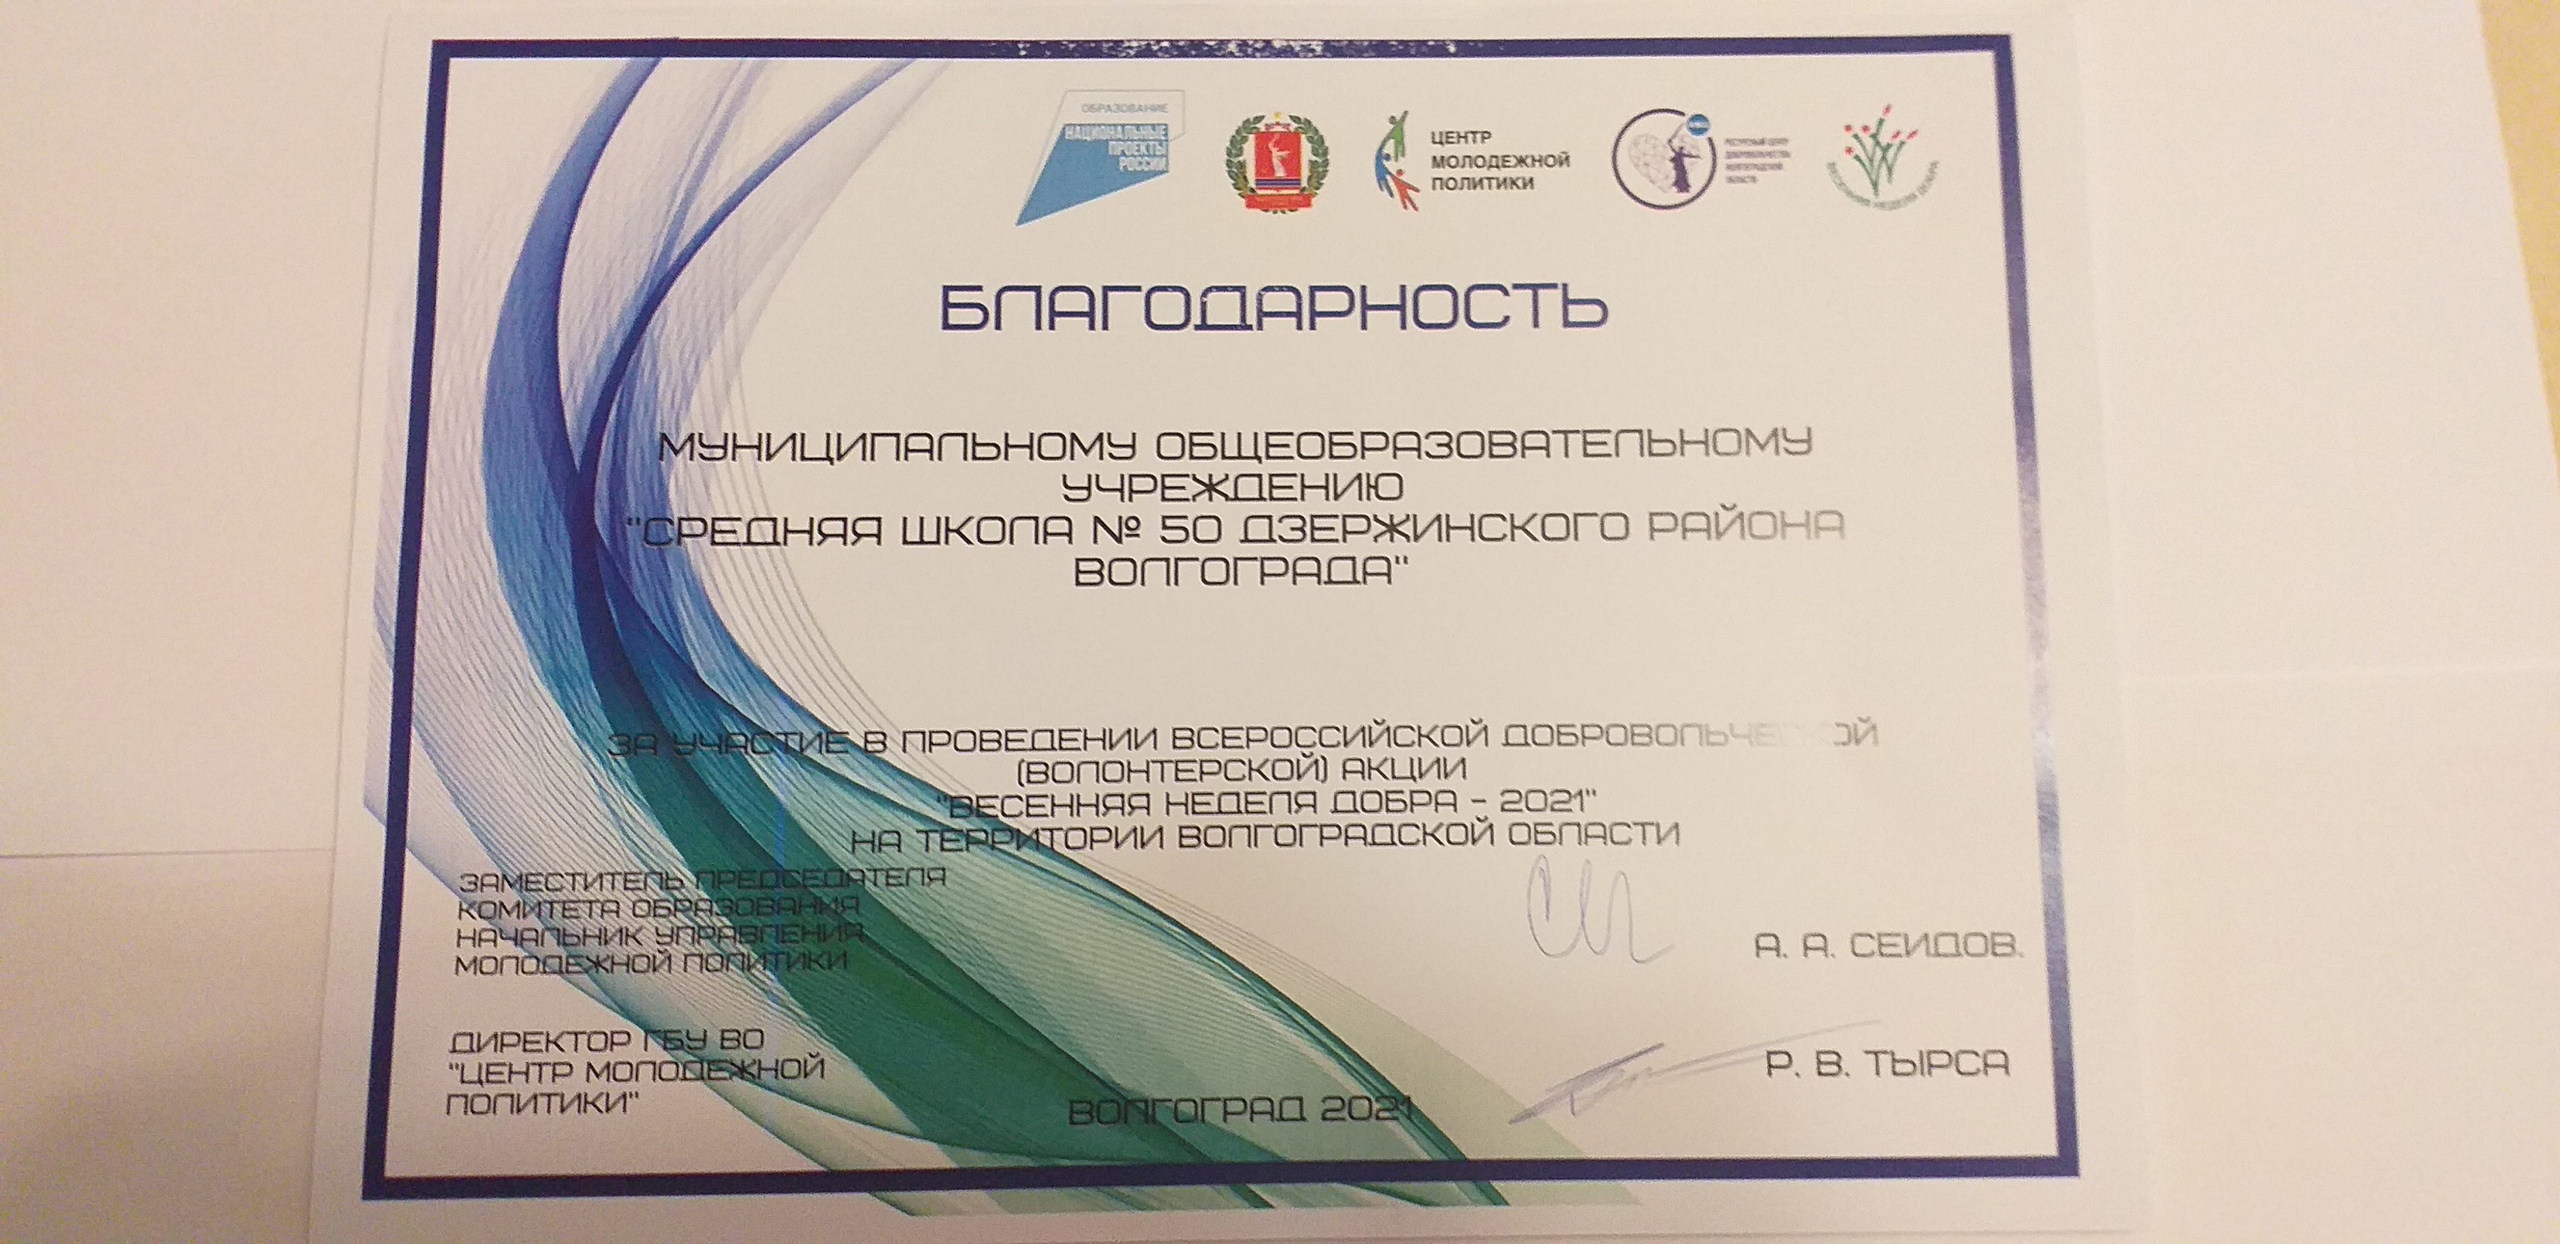 ОБРАЗОВАНИЕ
НАЦИОНАЛЬНЫЕ
ПРОЕКТЫ
РОССИИ
ЦЕНТР
МОЛОДЕЖНОЙ
ПОЛИТИКИ
БЛАГОДАРНОСТЬ
МУНИЦИПАЛЬНОМУ ОБЩЕОБРАЗОВАТЕЛЬНОМУ
УЧРЕЖДЕНИЮ
"СРЕДНЯЯ ШКОЛА № 50 ДЗЕРЖИНСКОГО РАЙОНА
ВОЛГОГРАДА"
ЗА УЧАСТИЕ В ПРОВЕДЕНИИ ВСЕРОССИЙСКОЙ ДОБРОВОЛЬЧЕСКОЙ
(ВОЛОНТЕРСКОЙ) АКЦИИ
"ВЕСЕННЯЯ НЕДЕЛЯ ДОБРА - 2021"
НА ТЕРРИТОРИИ ВОЛГОГРАДСКОЙ ОБЛАСТИ
ЗАМЕСТИТЕЛЬ ПРЕДСЕДАТЕЛЯ
КОМИТЕТА ОБРАЗОВАНИЯ
НАЧАЛЬНИК УПРАВЛЕНИЯ
МОЛОДЕЖНОЙ ПОЛИТИКИ
А. А. СЕИДОВ.
ДИРЕКТОР ГБУ ВО
"ЦЕНТР МОЛОДЕЖНОЙ
ПОЛИТИКИ"
Р. В. ТЫРСА
ВОЛГОГРАД 2021